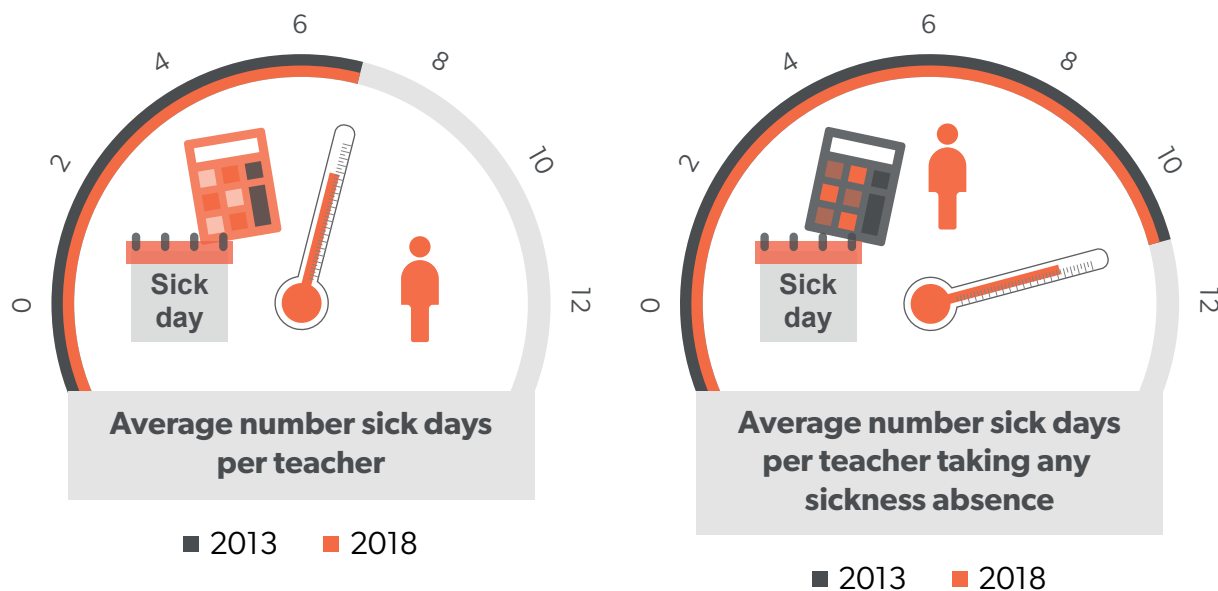 0
2
4
6
8
10
12
Sick
day
Average number sick days
per teacher
2013 2018
0
2
4
6
8
10
12
Sick
day
Average number sick days
per teacher taking any
sickness absence
2013 2018